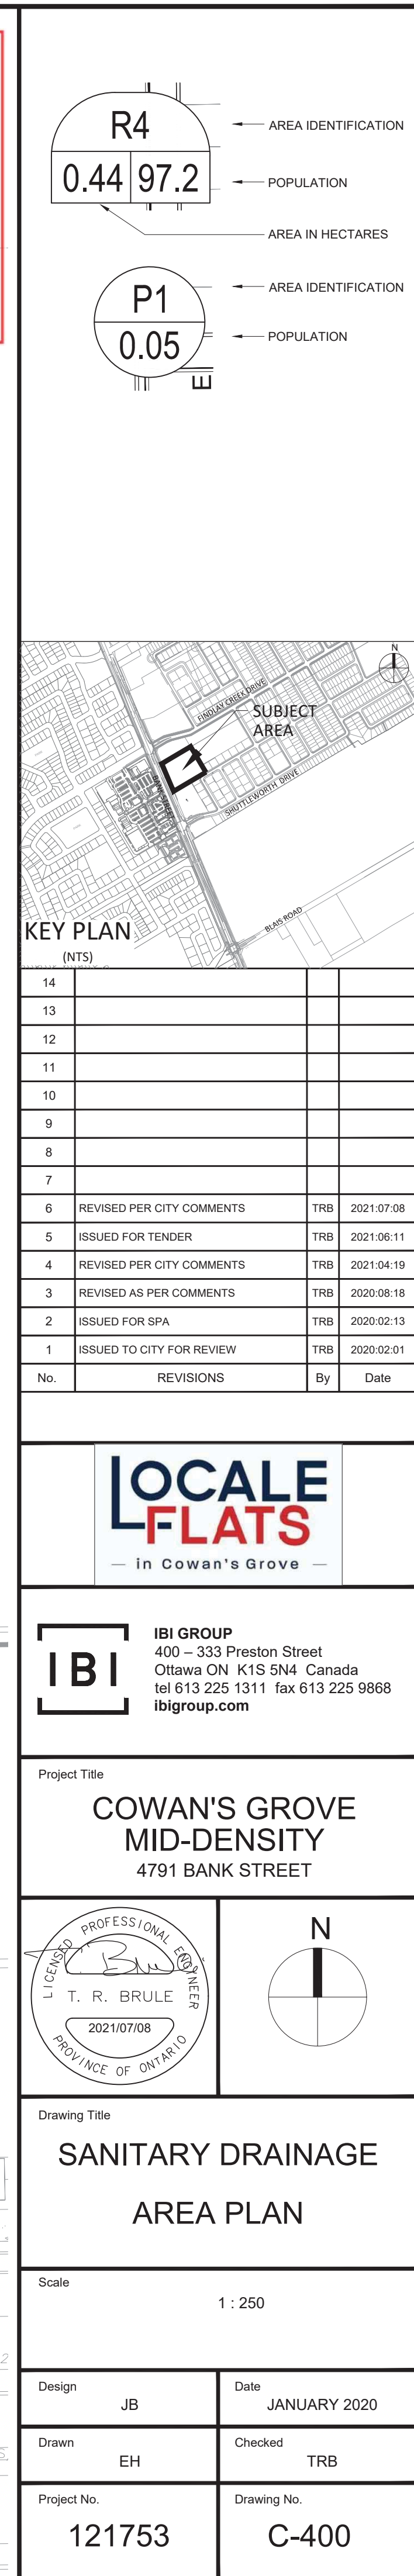 R4
AREA IDENTIFICATION
0.44 97.2
POPULATION
AREA IN HECTARES
P1
AREA IDENTIFICATION
0.05
POPULATION
E
N
FINDLAY CREEK DRIVE
SUBJECT
AREA
BANK STREET
SHUTTLEWORTH DRIVE
BLAIS ROAD
KEY PLAN
(NTS)
14
13
12
11
10
9
8
7
6 REVISED PER CITY COMMENTS TRB 2021:07:08
5 ISSUED FOR TENDER TRB 2021:06:11
4 REVISED PER CITY COMMENTS TRB 2021:04:19
3 REVISED AS PER COMMENTS TRB 2020:08:18
2 ISSUED FOR SPA TRB 2020:02:13
1 ISSUED TO CITY FOR REVIEW TRB 2020:02:01
No. REVISIONS By Date
LOCALE
FLATS
— in Cowan's Grove —
IBI
IBI GROUP
400 – 333 Preston Street
Ottawa ON K1S 5N4 Canada
tel 613 225 1311 fax 613 225 9868
ibigroup.com
Project Title
COWAN'S GROVE
MID-DENSITY
4791 BANK STREET
LICENSED PROFESSIONAL ENGINEER
T. R. BRULE
2021/07/08
PROVINCE OF ONTARIO
N
Drawing Title
SANITARY DRAINAGE
AREA PLAN
Scale
1 : 250
Design
JB
Date
JANUARY 2020
Drawn
EH
Checked
TRB
Project No.
121753
Drawing No.
C-400